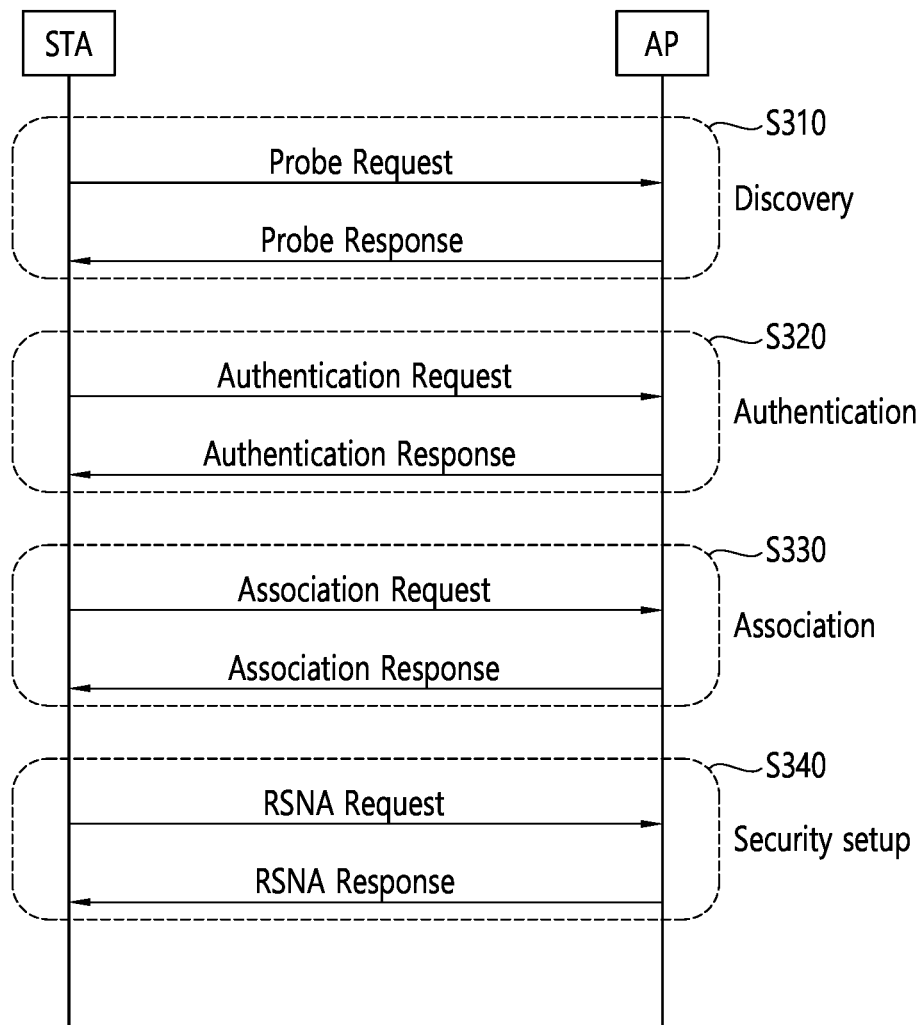 STA
AP
S310
Probe Request
Discovery
Probe Response
S320
Authentication Request
Authentication
Authentication Response
S330
Association Request
Association
Association Response
S340
RSNA Request
Security setup
RSNA Response